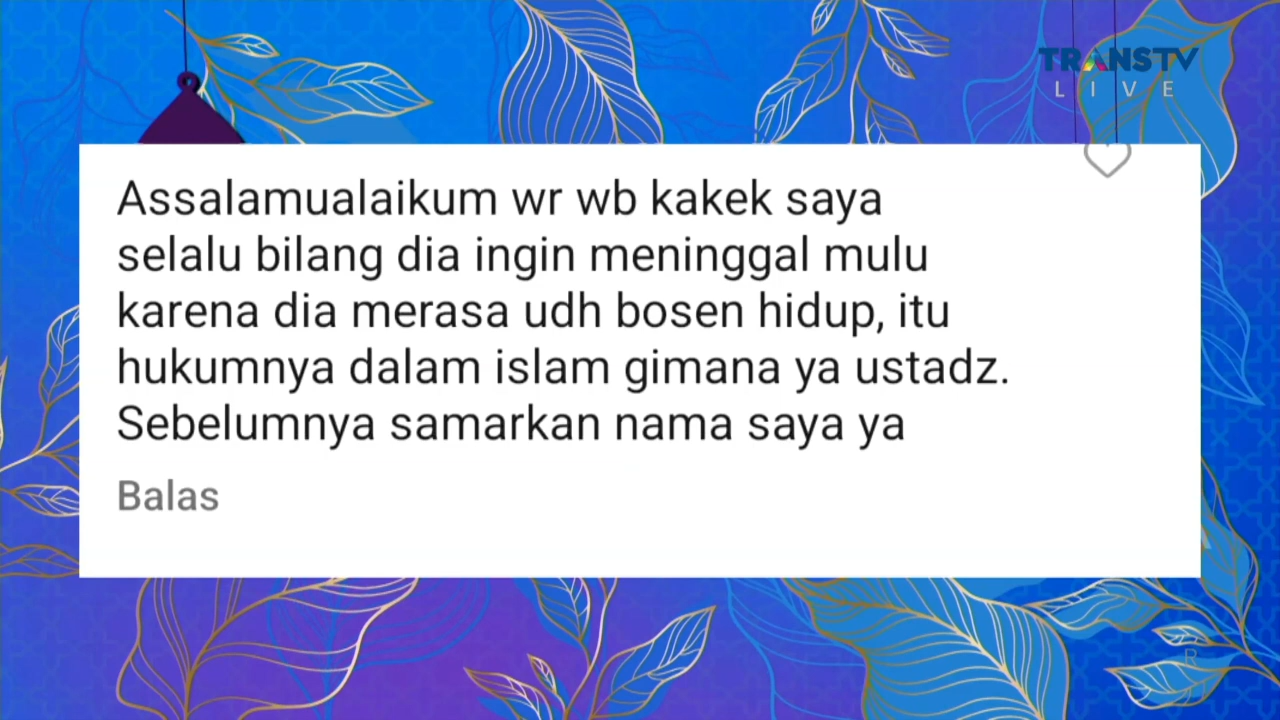 TRANSTV
LIVE
Assalamualaikum wr wb kakek saya
selalu bilang dia ingin meninggal mulu
karena dia merasa udh bosen hidup, itu
hukumnya dalam islam gimana ya ustadz.
Sebelumnya samarkan nama saya ya
Balas